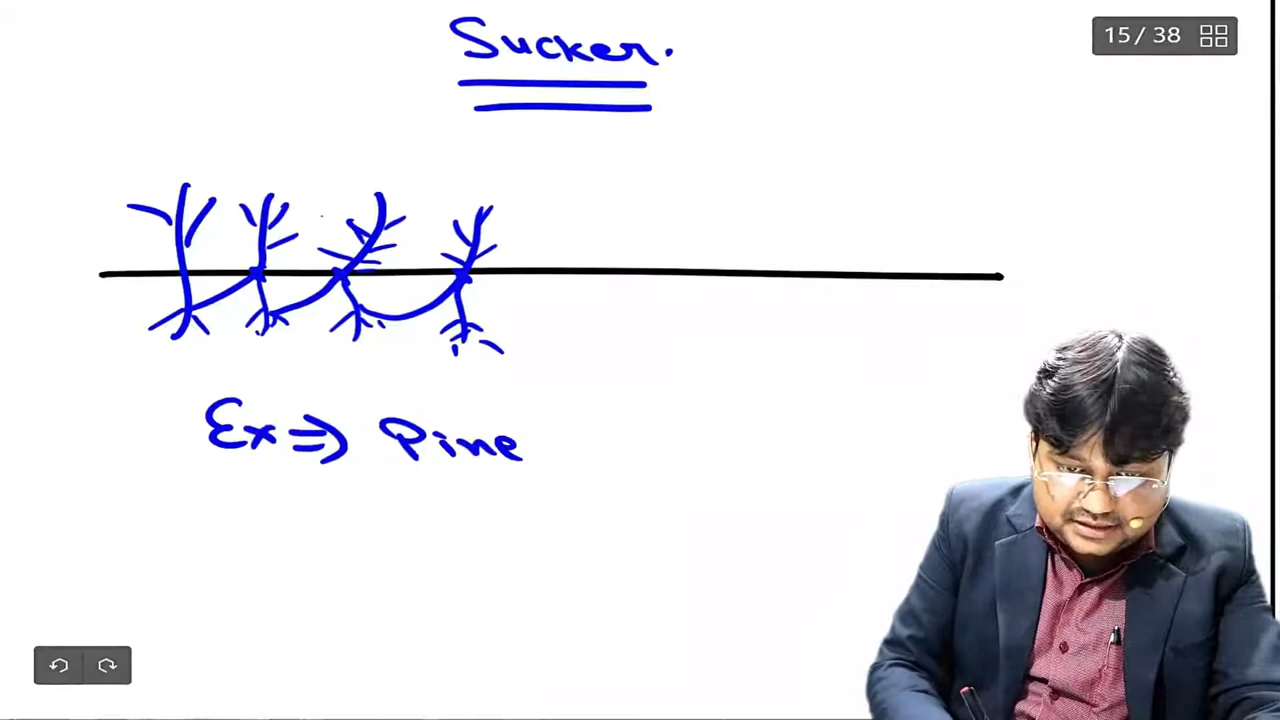 Sucker.
15 / 38
Ex ⇒ Pine